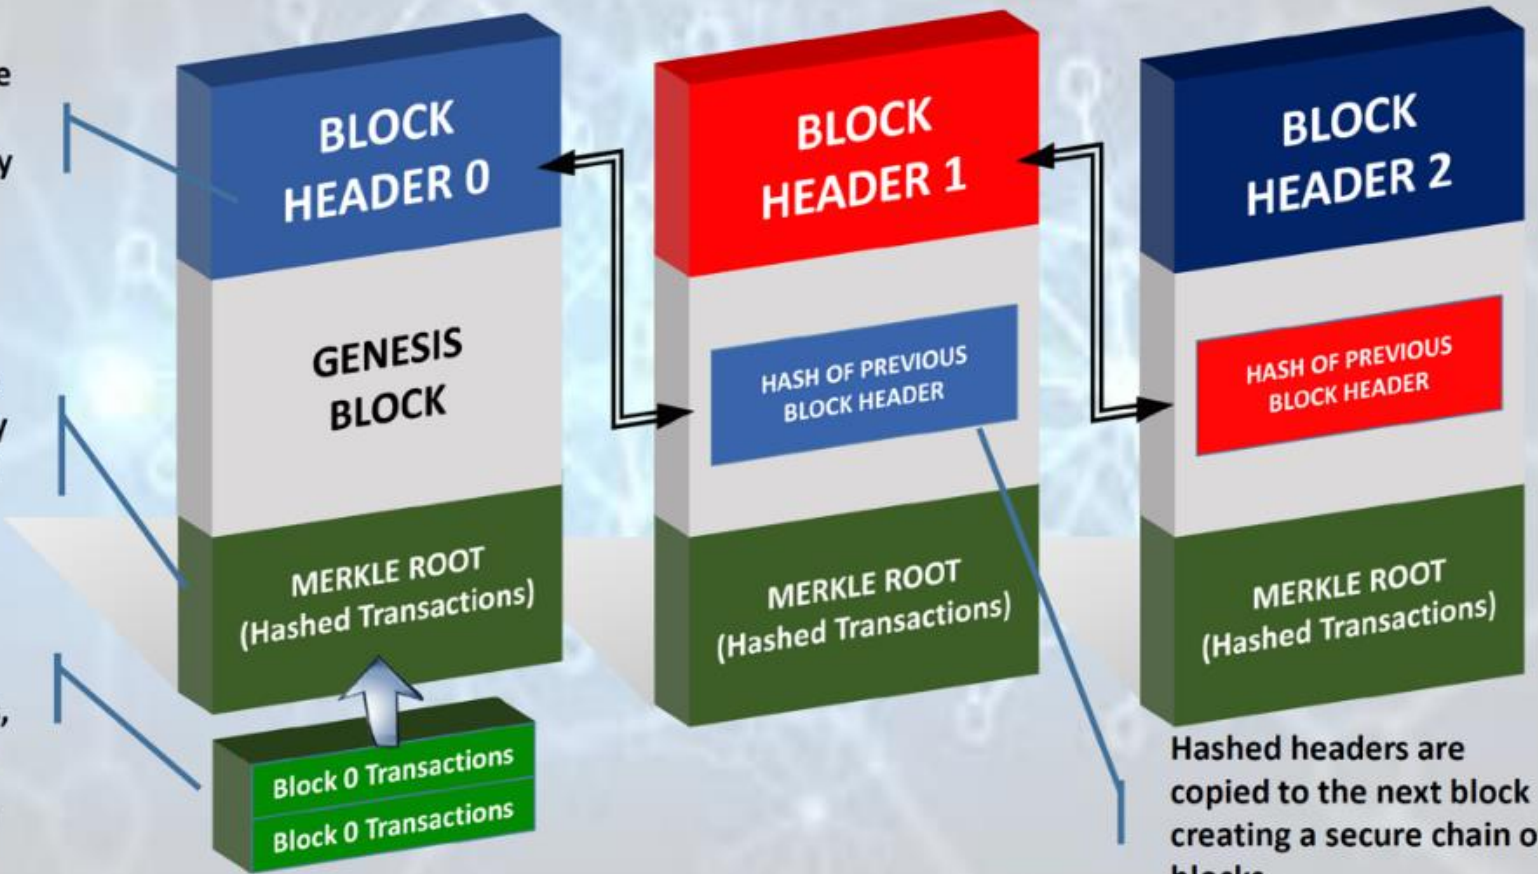 BLOCK
HEADER 0
GENESIS
BLOCK
MERKLE ROOT
(Hashed Transactions)
Block 0 Transactions
Block 0 Transactions
BLOCK
HEADER 1
HASH OF PREVIOUS
BLOCK HEADER
MERKLE ROOT
(Hashed Transactions)
BLOCK
HEADER 2
HASH OF PREVIOUS
BLOCK HEADER
MERKLE ROOT
(Hashed Transactions)
Hashed headers are
copied to the next block
creating a secure chain